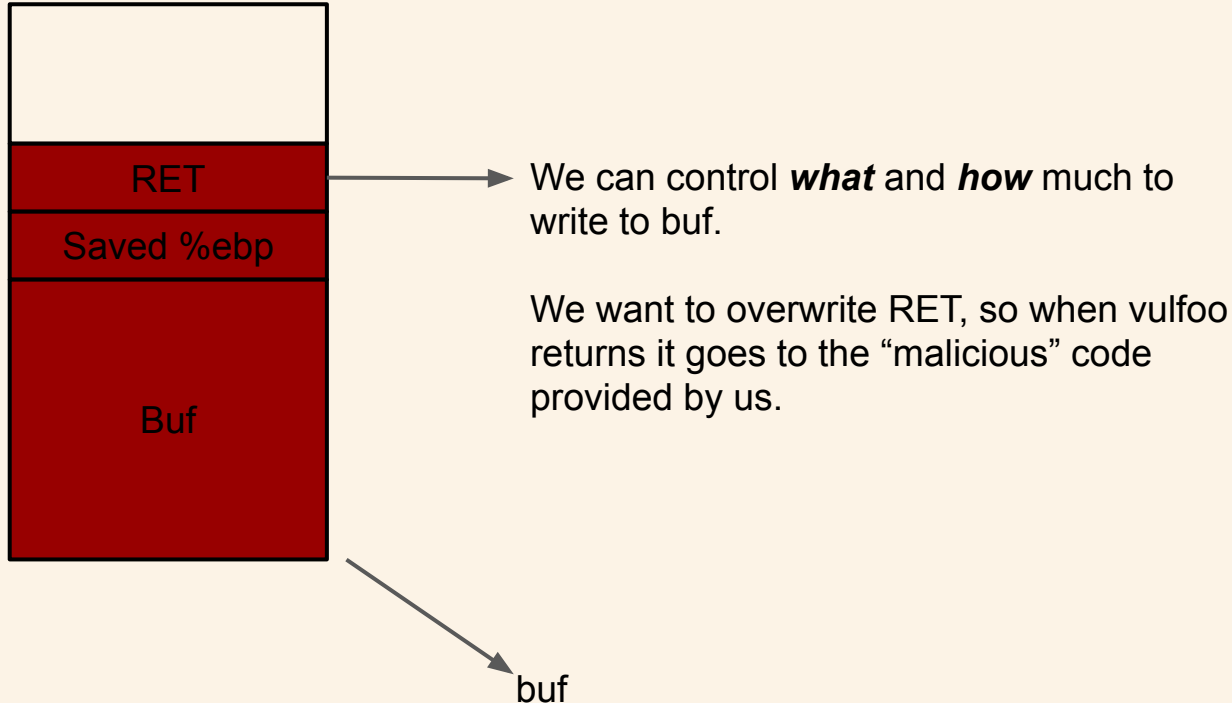 RET
Saved %ebp
Buf
We can control what and how much to
write to buf.
We want to overwrite RET, so when vulfoo
returns it goes to the “malicious” code
provided by us.
buf